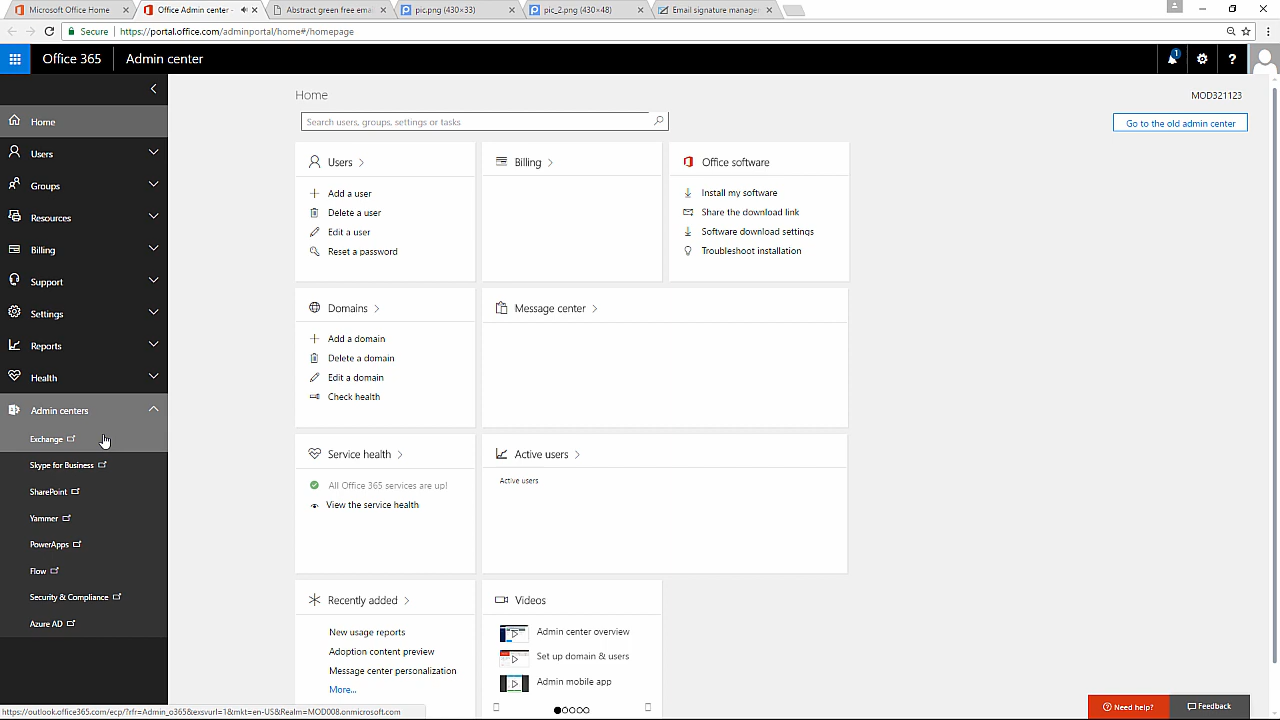 Microsoft Office Home
Office Admin center -
Abstract green free emai
pic.png (430×33)
pic_2.png (430×48)
Email signature manage
Secure
https://portal.office.com/adminportal/home#/homepage
Office 365
Admin center
1
?
Home
MOD321123
Search users, groups, settings or tasks
Go to the old admin center
Home
Users
Groups
Resources
Billing
Support
Settings
Reports
Health
Admin centers
Exchange
Skype for Business
SharePoint
Yammer
PowerApps
Flow
Security & Compliance
Azure AD
Users
Add a user
Delete a user
Edit a user
Reset a password
Billing
Office software
Install my software
Share the download link
Software download settings
Troubleshoot installation
Domains
Add a domain
Delete a domain
Edit a domain
Check health
Message center
Service health
All Office 365 services are up!
View the service health
Active users
Active users
Recently added
New usage reports
Adoption content preview
Message center personalization
More...
Videos
Admin center overview
Set up domain & users
Admin mobile app
https://outlook.office365.com/ecp/?rfr=Admin_o365&exsvurl=1&mkt=en-US&Realm=MOD008.onmicrosoft.com
Need help?
Feedback